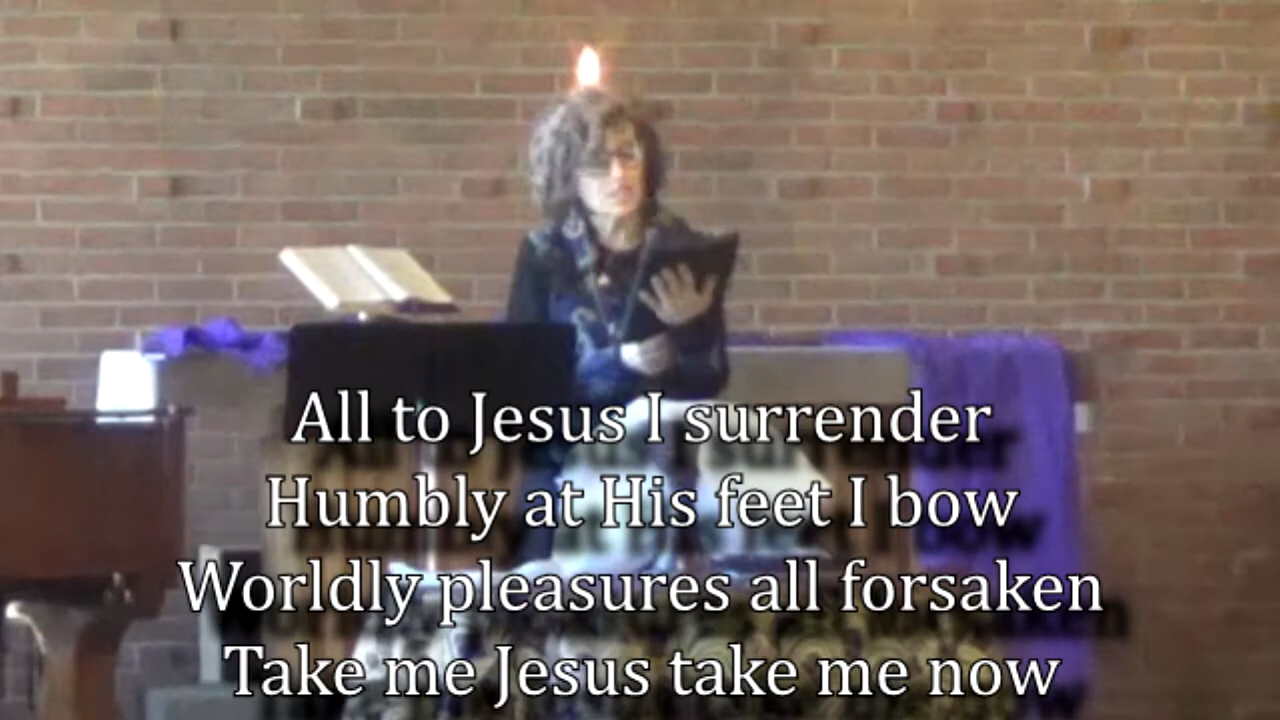 All to Jesus I surrender
Humbly at His feet I bow
Worldly pleasures all forsaken
Take me Jesus take me now